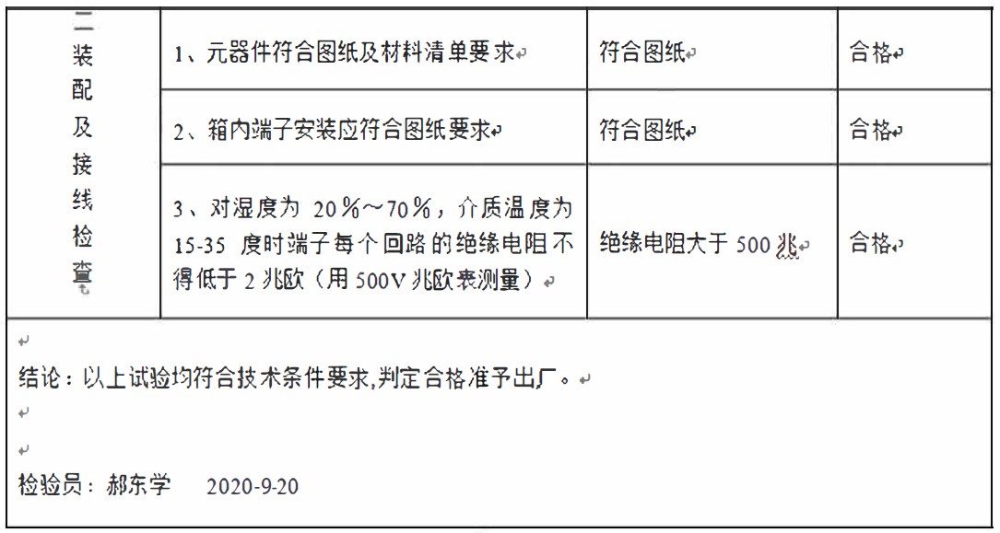 二
装
配
及
接
线
检
查
1、元器件符合图纸及材料清单要求
符合图纸
合格
2、箱内端子安装应符合图纸要求
符合图纸
合格
3、对湿度为 20％～70％，介质温度为
15-35 度时端子每个回路的绝缘电阻不
得低于 2 兆欧（用 500V 兆欧表测量）
绝缘电阻大于 500 兆
合格
结论：以上试验均符合技术条件要求,判定合格准予出厂。
检验员：郝东学 2020-9-20